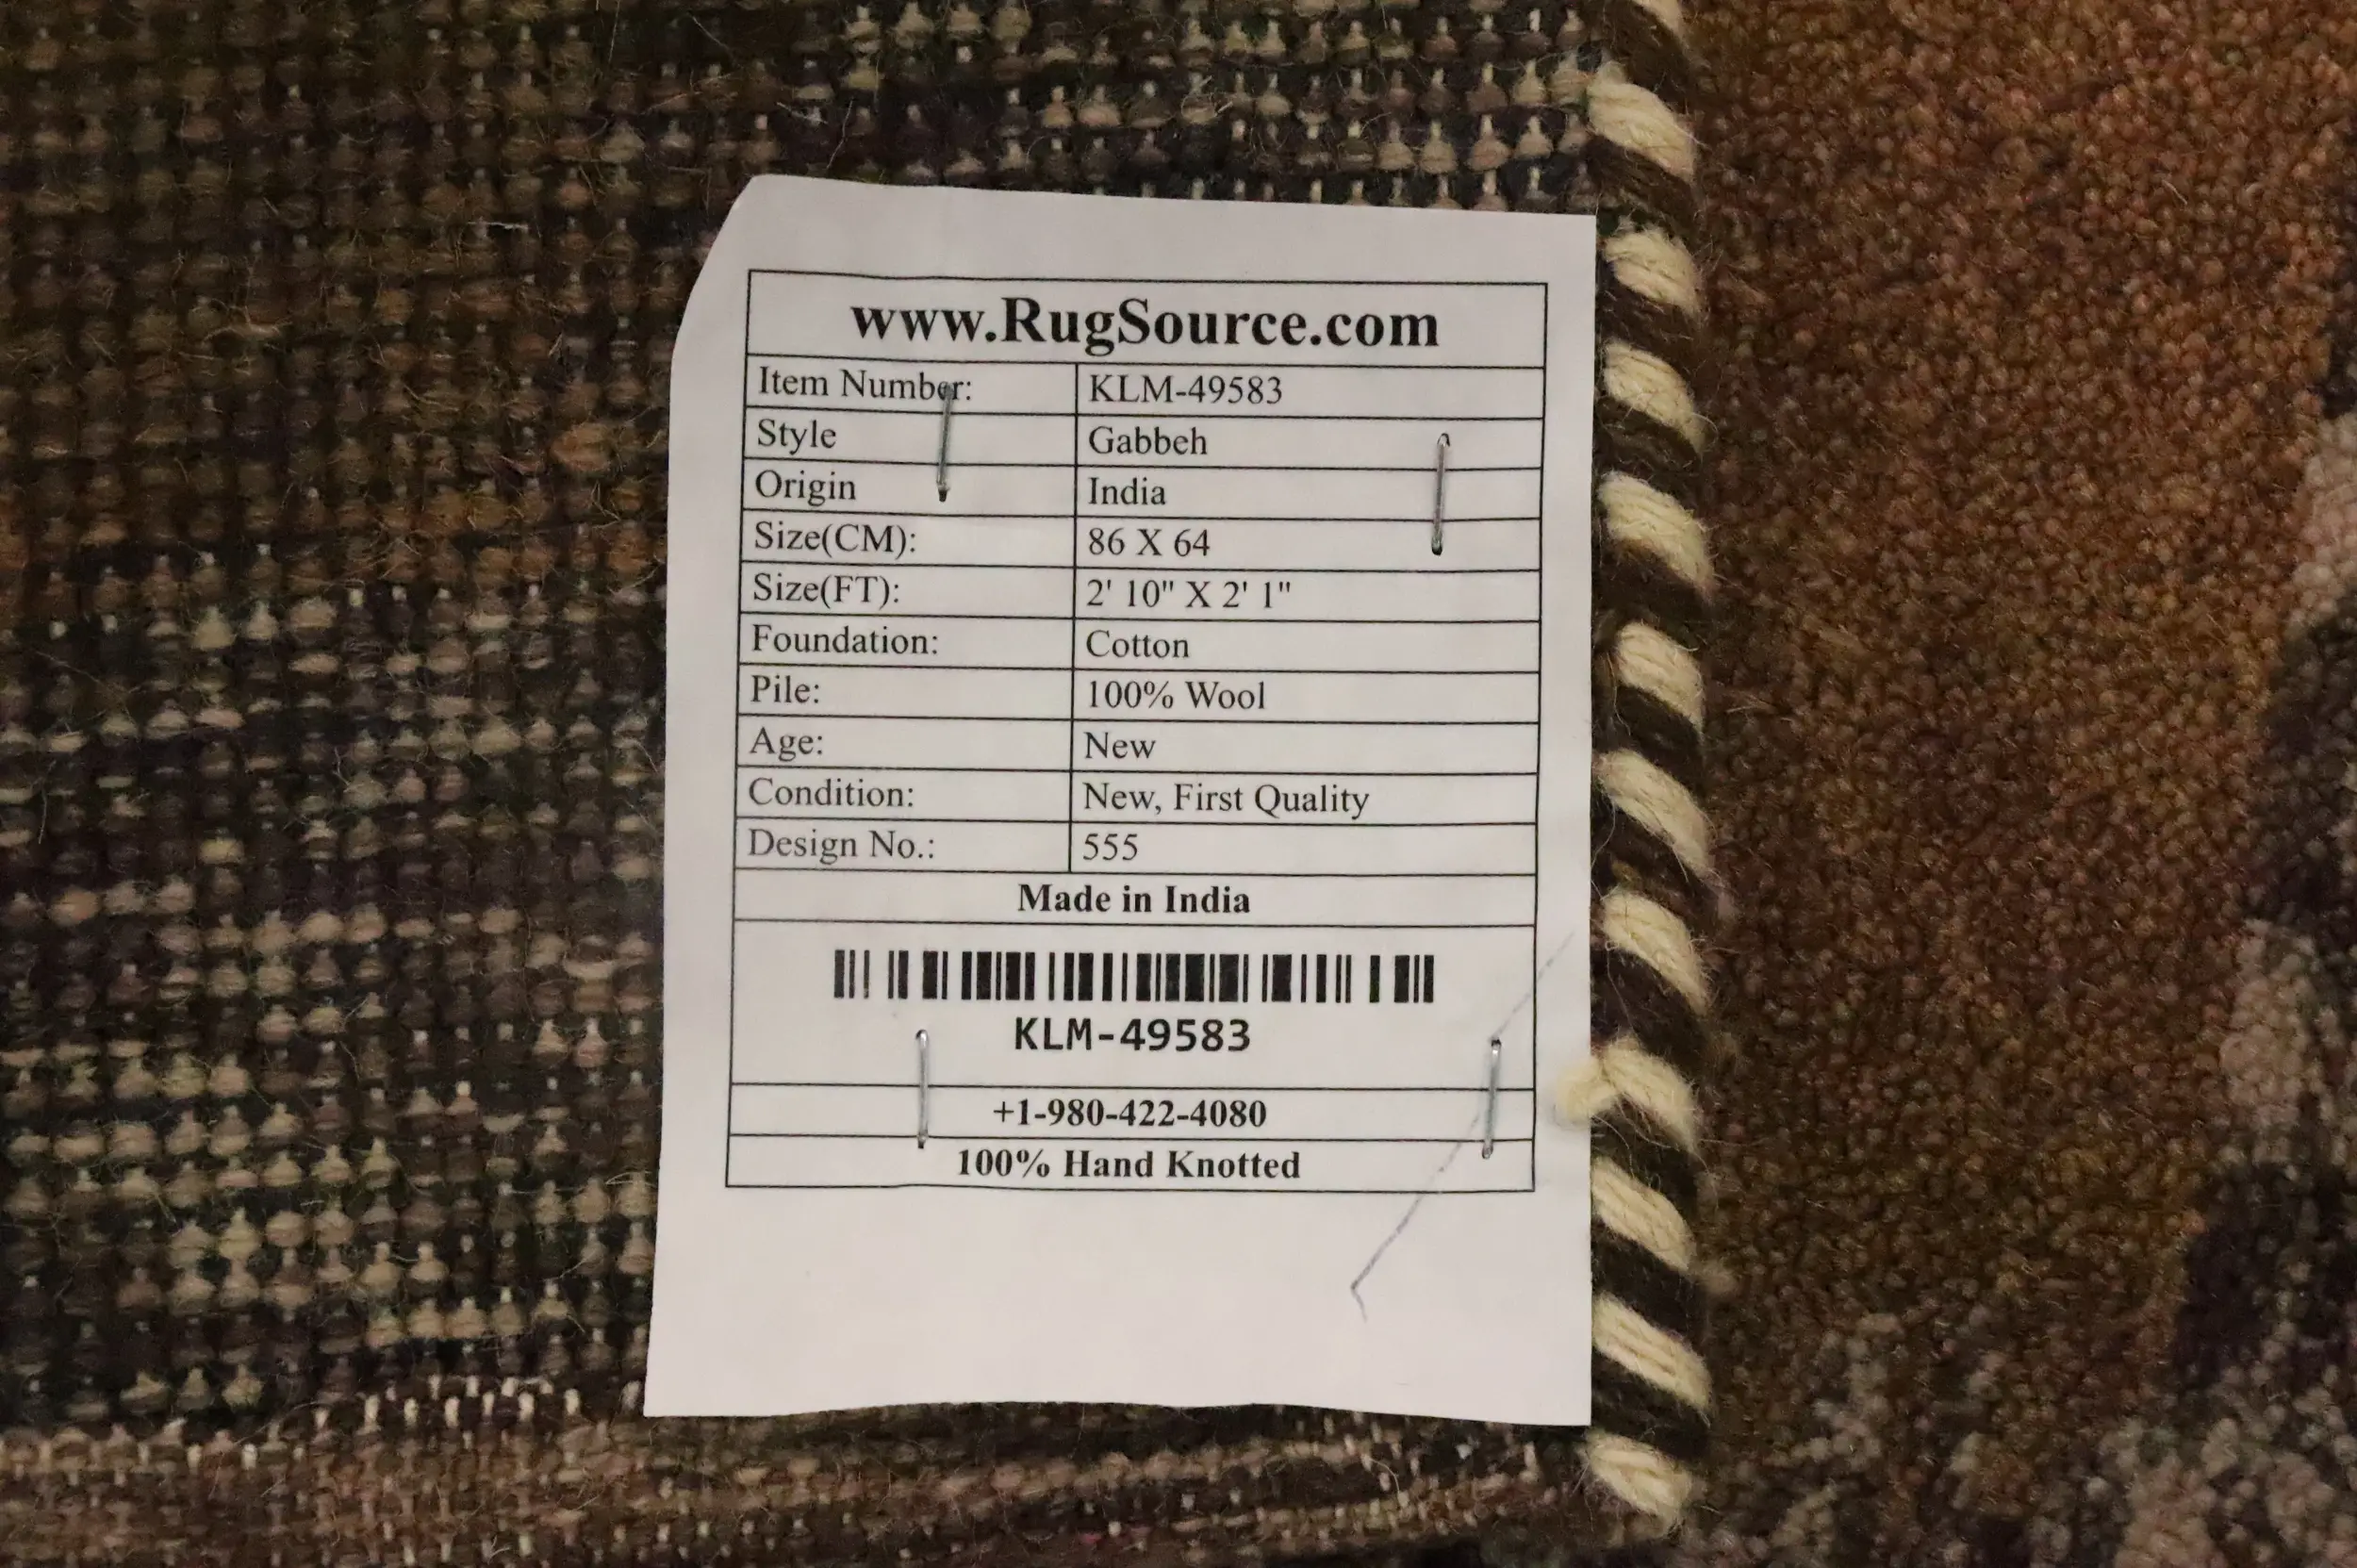 www.RugSource.com
Item Number: KLM-49583
Style Gabbeh
Origin India
Size(CM): 86 X 64
Size(FT): 2' 10" X 2' 1"
Foundation: Cotton
Pile: 100% Wool
Age: New
Condition: New, First Quality
Design No.: 555
Made in India
KLM-49583
+1-980-422-4080
100% Hand Knotted